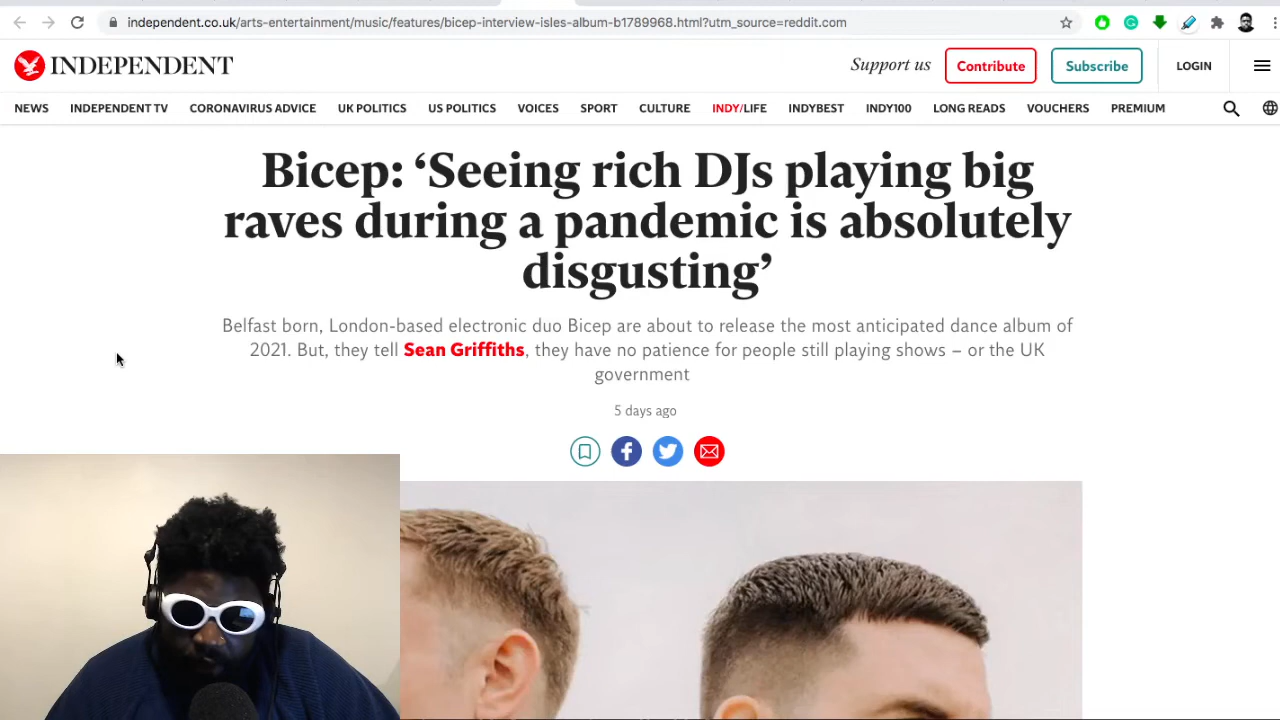 independent.co.uk/arts-entertainment/music/features/bicep-interview-isles-album-b1789968.html?utm_source=reddit.com
INDEPENDENT
Support us
Contribute
Subscribe
LOGIN
NEWS INDEPENDENT TV CORONAVIRUS ADVICE UK POLITICS US POLITICS VOICES SPORT CULTURE INDY/LIFE INDYBEST INDY100 LONG READS VOUCHERS PREMIUM
Bicep: ‘Seeing rich DJs playing big
raves during a pandemic is absolutely
disgusting’
Belfast born, London-based electronic duo Bicep are about to release the most anticipated dance album of
2021. But, they tell Sean Griffiths, they have no patience for people still playing shows – or the UK
government
5 days ago